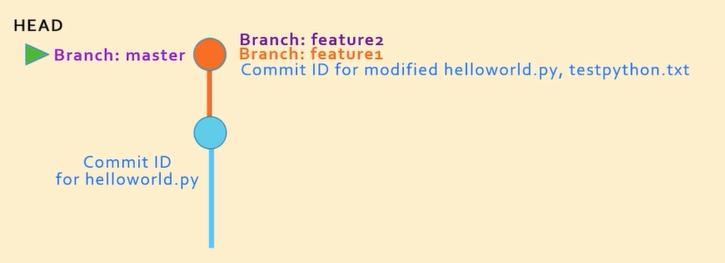 HEAD
Branch: master
Branch: feature2
Branch: feature1
Commit ID for modified helloworld.py, testpython.txt
Commit ID
for helloworld.py